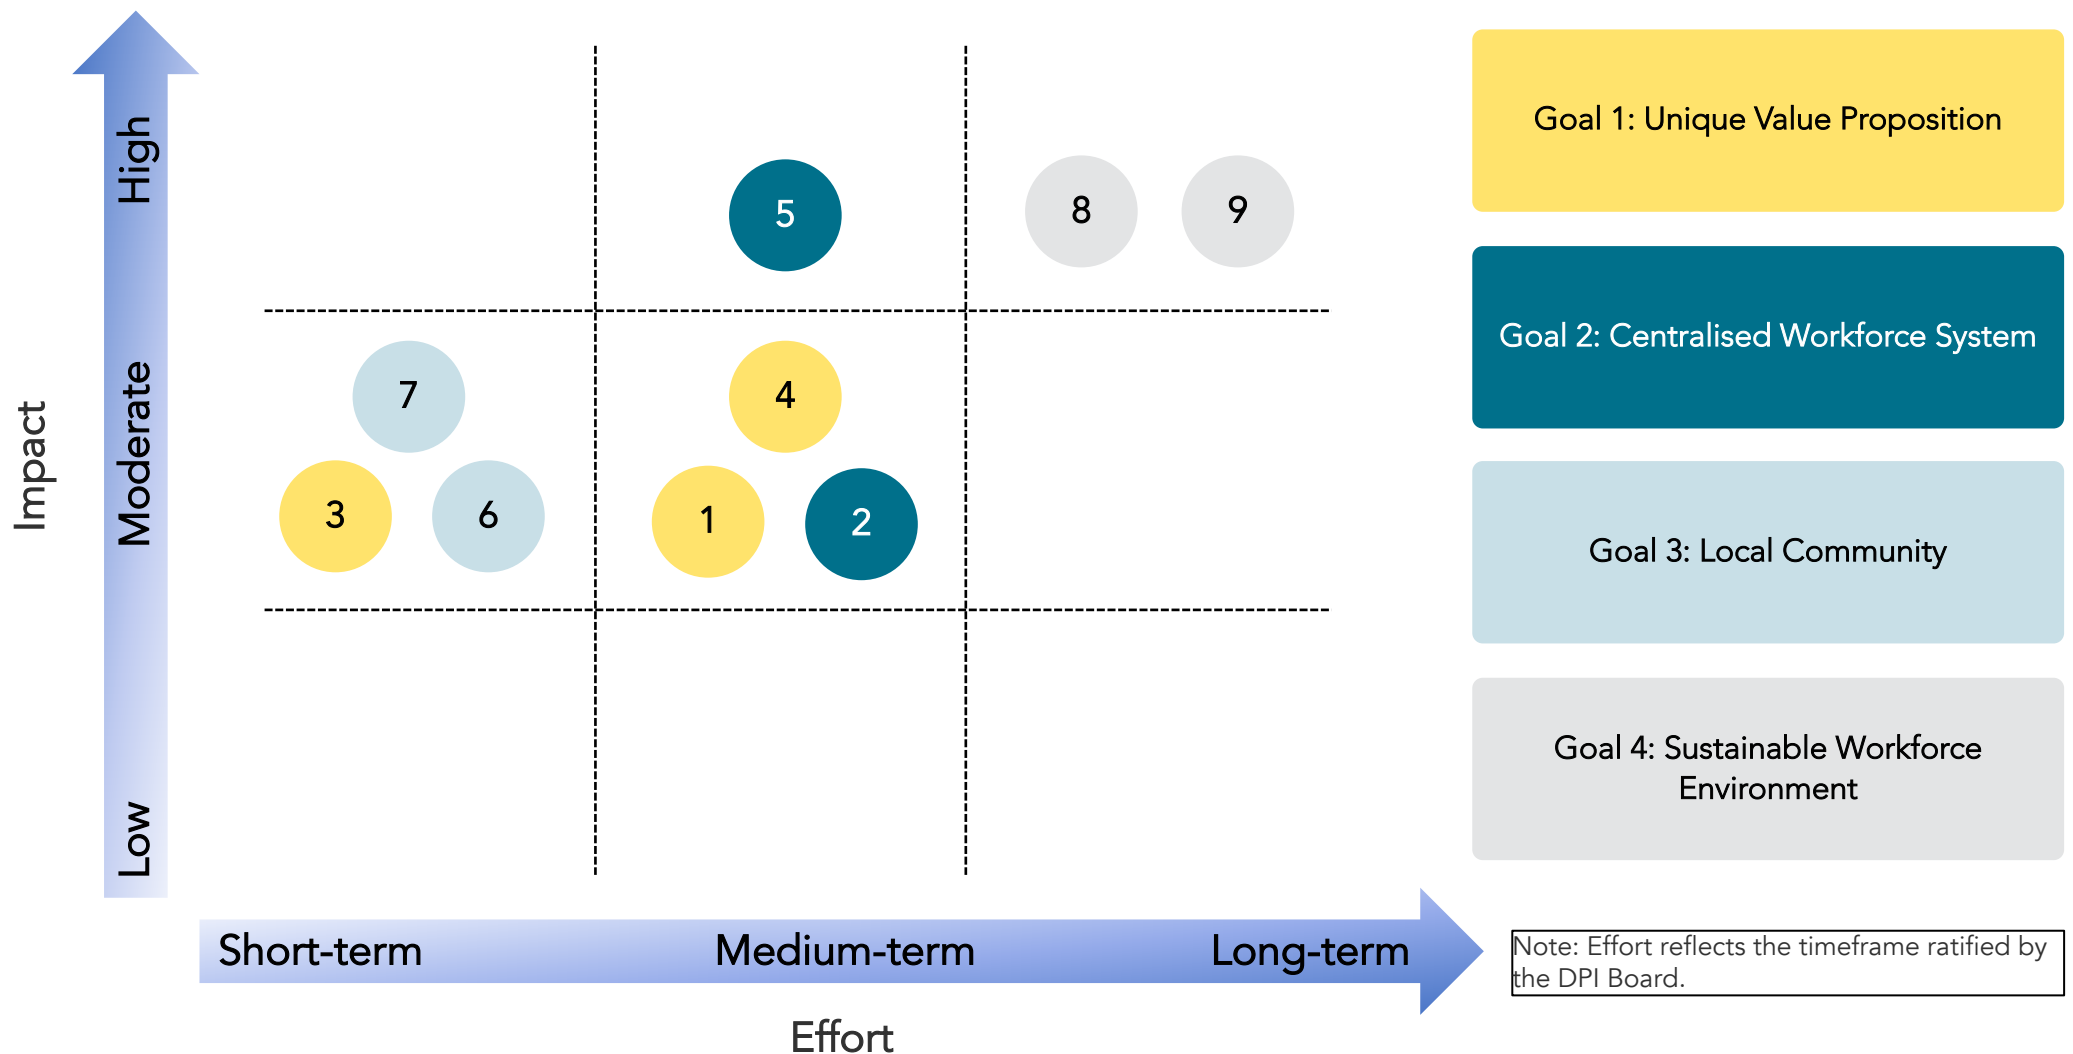 High
Moderate
Low
Impact
5
8
9
7
4
3
6
1
2
Short-term
Medium-term
Long-term
Effort
Goal 1: Unique Value Proposition
Goal 2: Centralised Workforce System
Goal 3: Local Community
Goal 4: Sustainable Workforce
Environment
Note: Effort reflects the timeframe ratified by
the DPI Board.